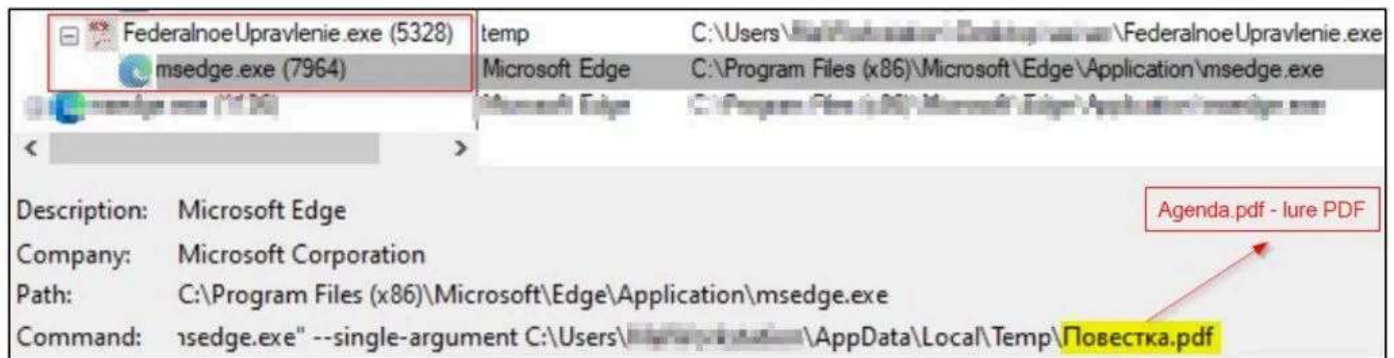 FederalnoeUpravlenie.exe (5328) temp C:\Users\ \FederalnoeUpravlenie.exe
msedge.exe (7964) Microsoft Edge C:\Program Files (x86)\Microsoft\Edge\Application\msedge.exe
Description: Microsoft Edge
Agenda.pdf - lure PDF
Company: Microsoft Corporation
Path: C:\Program Files (x86)\Microsoft\Edge\Application\msedge.exe
Command: msedge.exe" --single-argument C:\Users\ \AppData\Local\Temp\Повестка.pdf